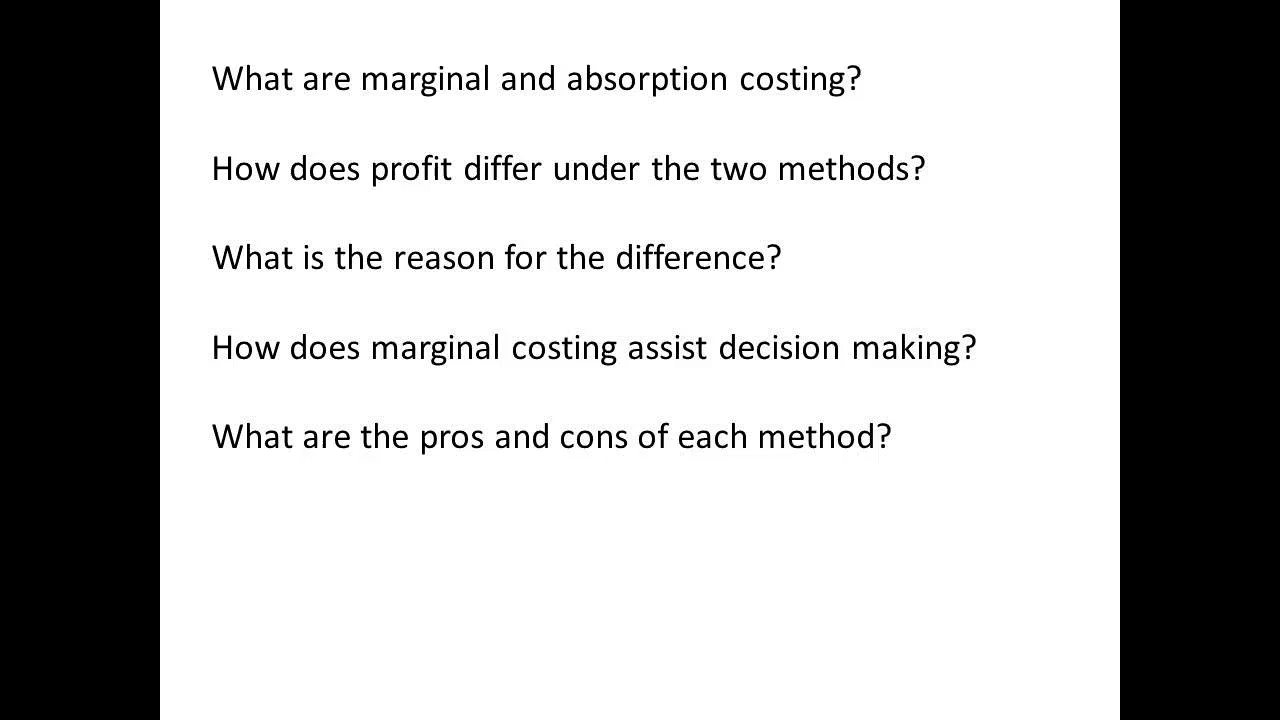 What are marginal and absorption costing?
How does profit differ under the two methods?
What is the reason for the difference?
How does marginal costing assist decision making?
What are the pros and cons of each method?